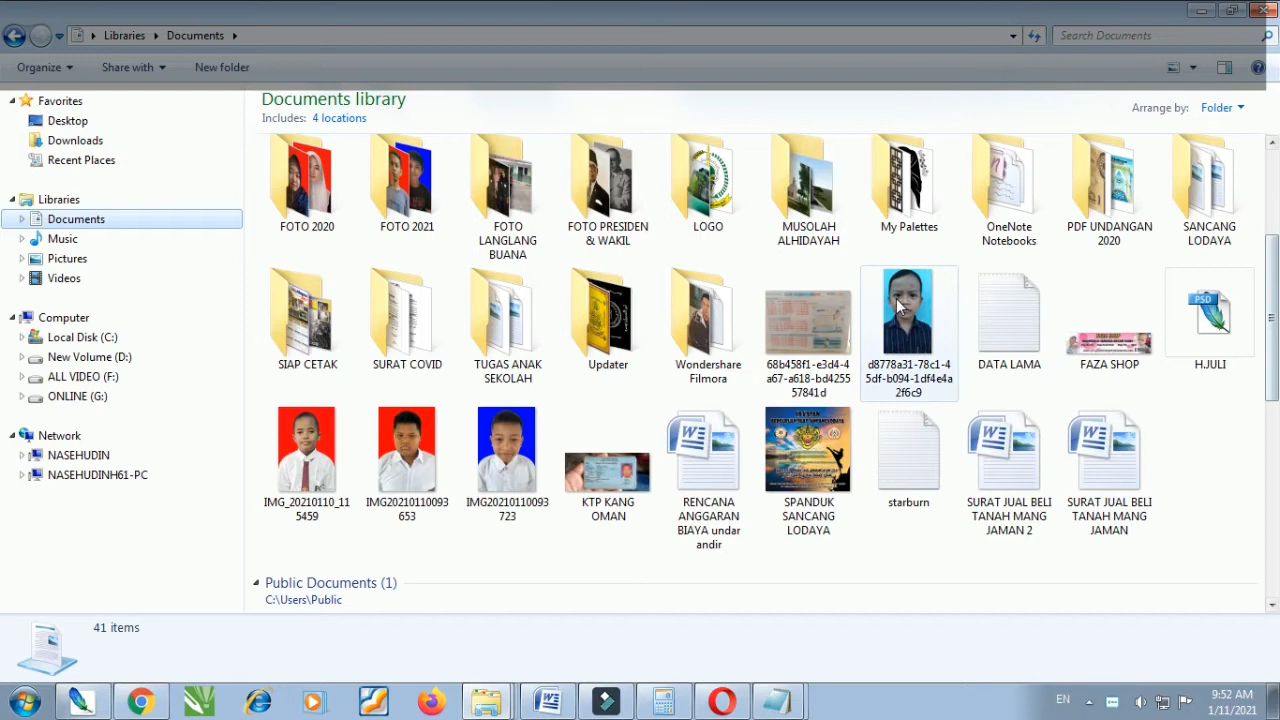 Libraries
Documents
Search Documents
Organize
Share with
New folder
Favorites
Desktop
Downloads
Recent Places
Libraries
Documents
Music
Pictures
Videos
Computer
Local Disk (C:)
New Volume (D:)
ALL VIDEO (F:)
ONLINE (G:)
Network
NASEHUDIN
NASEHUDINH61-PC
Documents library
Includes: 4 locations
Arrange by: Folder
FOTO 2020
FOTO 2021
FOTO
LANGLANG
BUANA
FOTO PRESIDEN
& WAKIL
LOGO
MUSOLAH
ALHIDAYAH
My Palettes
OneNote
Notebooks
PDF UNDANGAN
2020
SANCANG
LODAYA
SIAP CETAK
SURAT COVID
TUGAS ANAK
SEKOLAH
Updater
Wondershare
Filmora
68b458f1-e3d4-4
a67-a618-bd4255
57841d
d8778a31-78c1-4
5df-b094-1df4e4a
2f6c9
DATA LAMA
FAZA SHOP
PSD
H.JULI
IMG_20210110_11
5459
IMG20210110093
653
IMG20210110093
723
KTP KANG
OMAN
RENCANA
ANGGARAN
BIAYA undar
andir
SPANDUK
SANCANG
LODAYA
starburn
SURAT JUAL BELI
TANAH MANG
JAMAN 2
SURAT JUAL BELI
TANAH MANG
JAMAN
Public Documents (1)
C:\Users\Public
41 items
EN
9:52 AM
1/11/2021